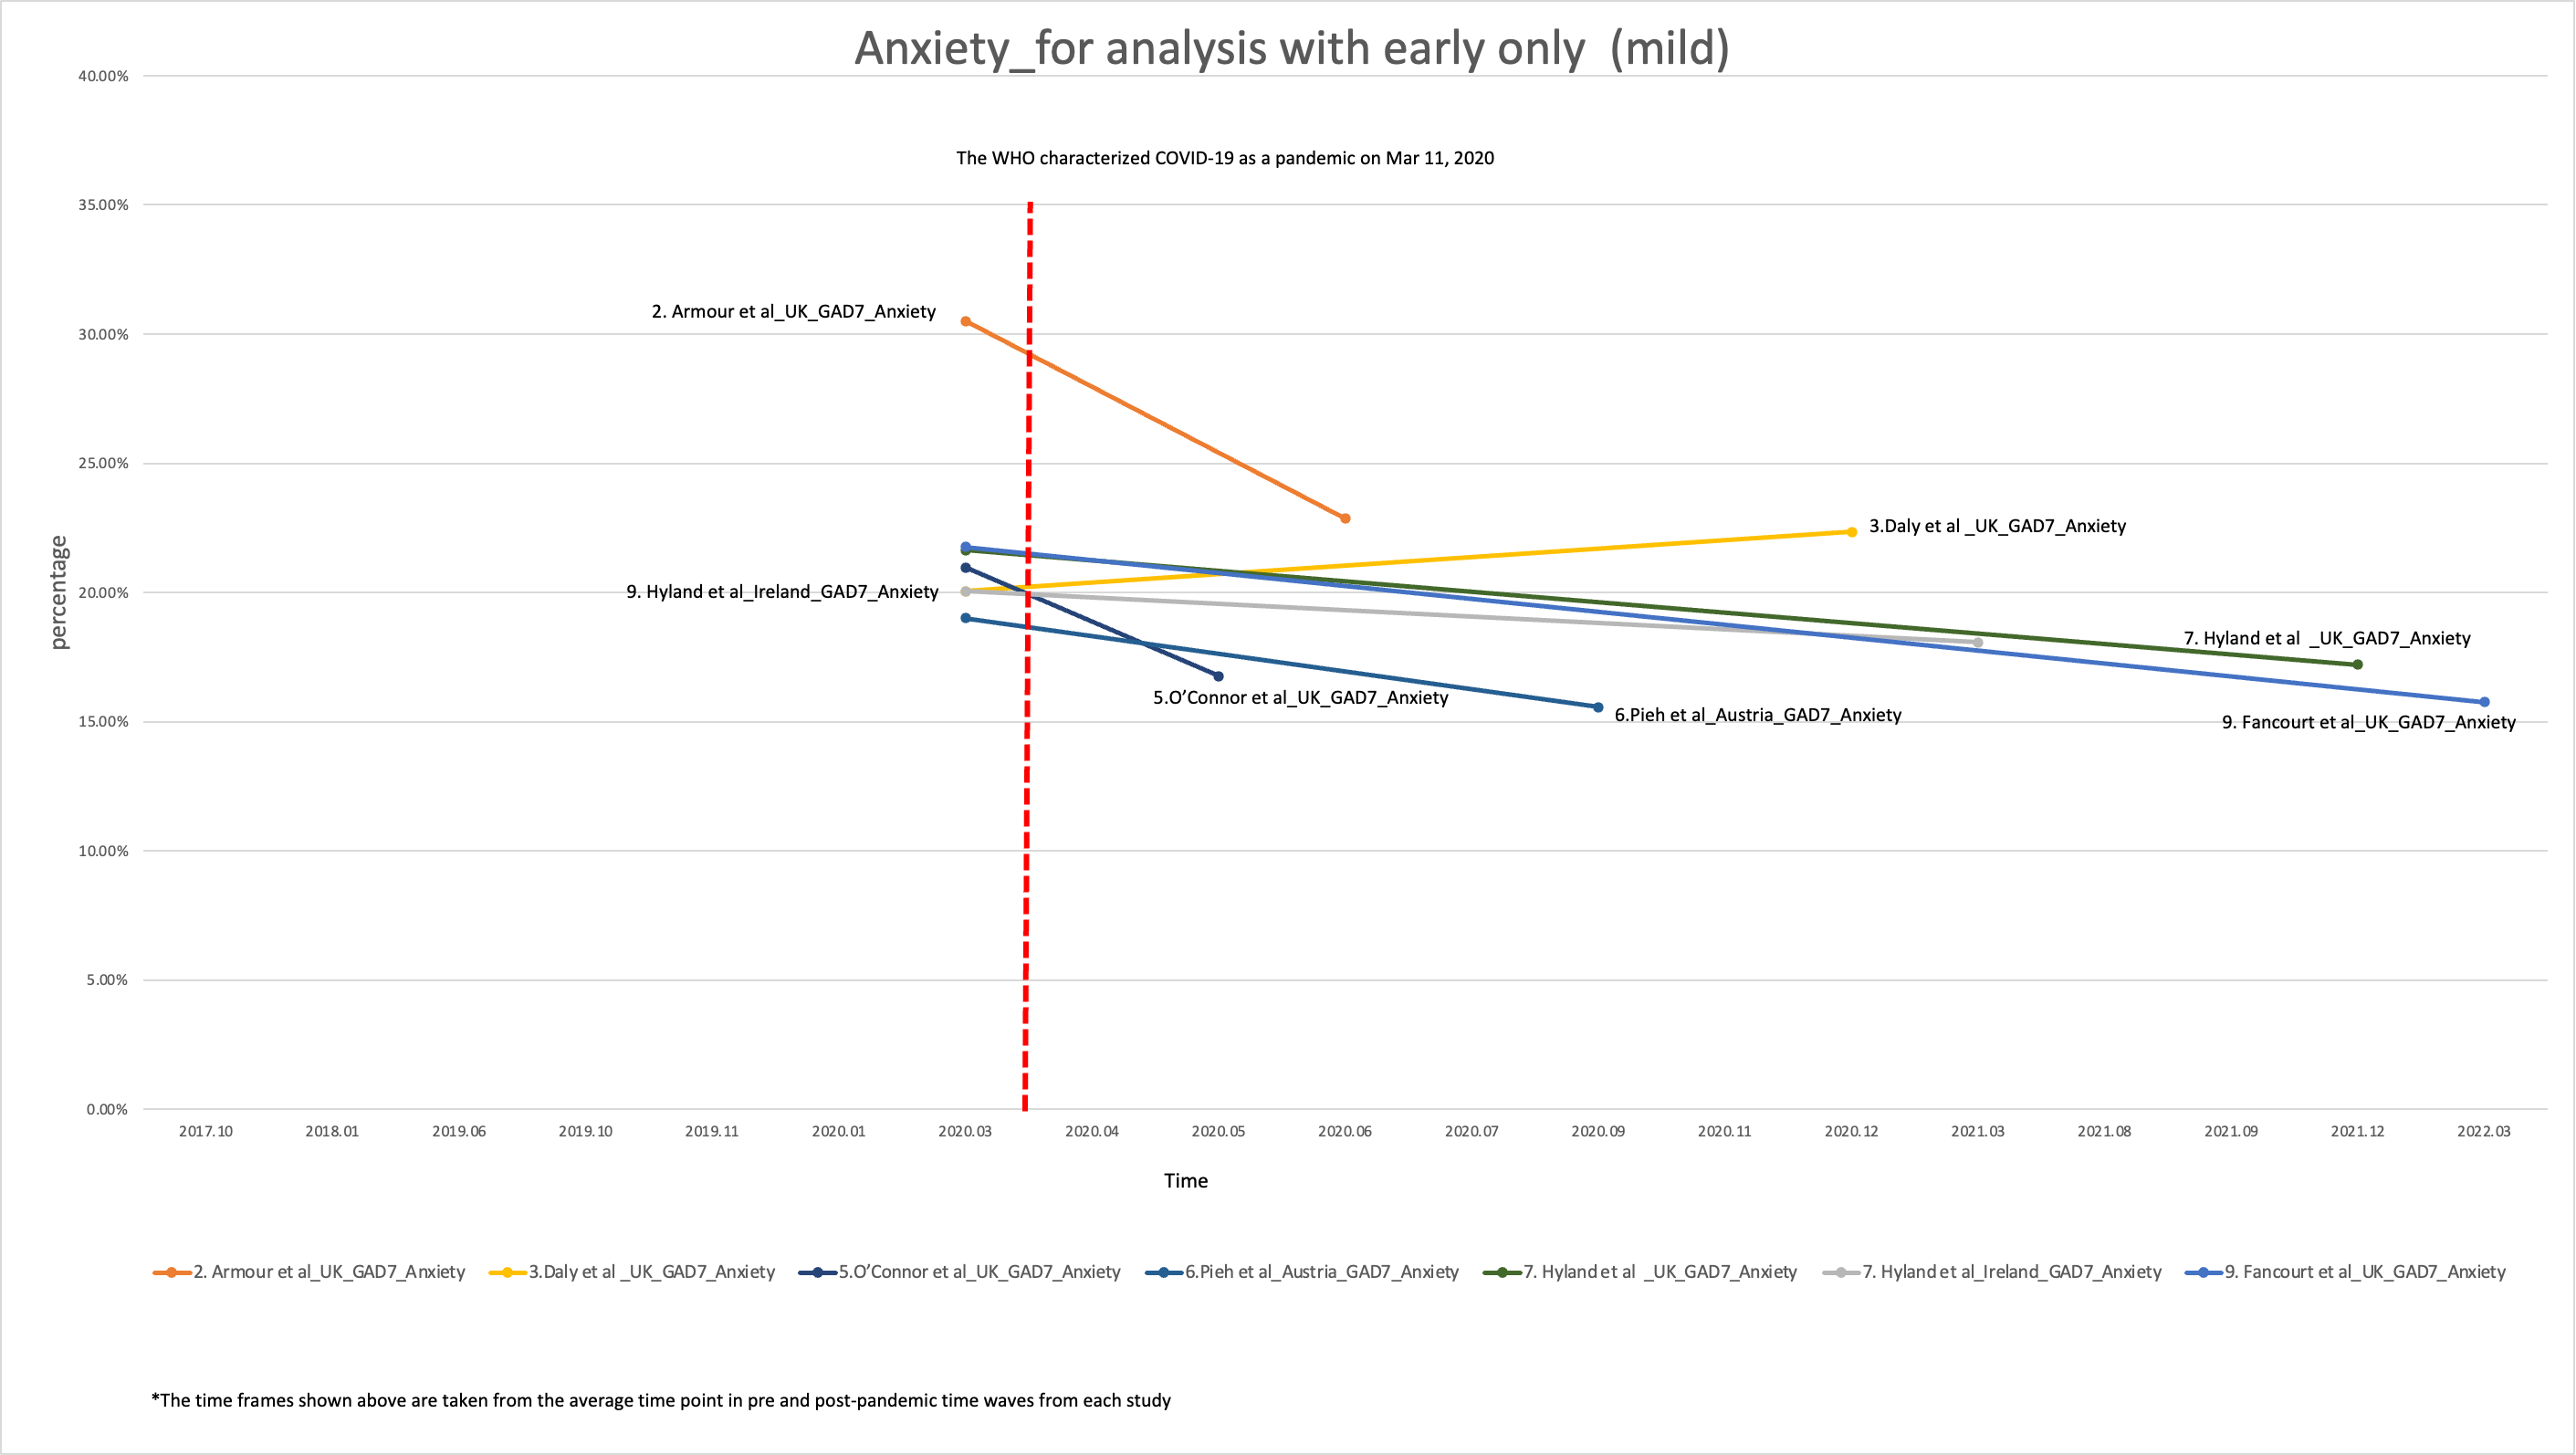 Anxiety_for analysis with early only (mild)
40.00%
The WHO characterized COVID-19 as a pandemic on Mar 11, 2020
35.00%
2. Armour et al_UK_GAD7_Anxiety
30.00%
25.00%
3.Daly et al _UK_GAD7_Anxiety
percentage
9. Hyland et al_Ireland_GAD7_Anxiety
20.00%
7. Hyland et al _UK_GAD7_Anxiety
5.O’Connor et al_UK_GAD7_Anxiety
6.Pieh et al_Austria_GAD7_Anxiety
15.00%
9. Fancourt et al_UK_GAD7_Anxiety
10.00%
5.00%
0.00%
2017.10 2018.01 2019.06 2019.10 2019.11 2020.01 2020.03 2020.04 2020.05 2020.06 2020.07 2020.09 2020.11 2020.12 2021.03 2021.08 2021.09 2021.12 2022.03
Time
2. Armour et al_UK_GAD7_Anxiety 3.Daly et al _UK_GAD7_Anxiety 5.O’Connor et al_UK_GAD7_Anxiety 6.Pieh et al_Austria_GAD7_Anxiety 7. Hyland et al _UK_GAD7_Anxiety 7. Hyland et al_Ireland_GAD7_Anxiety 9. Fancourt et al_UK_GAD7_Anxiety
*The time frames shown above are taken from the average time point in pre and post-pandemic time waves from each study